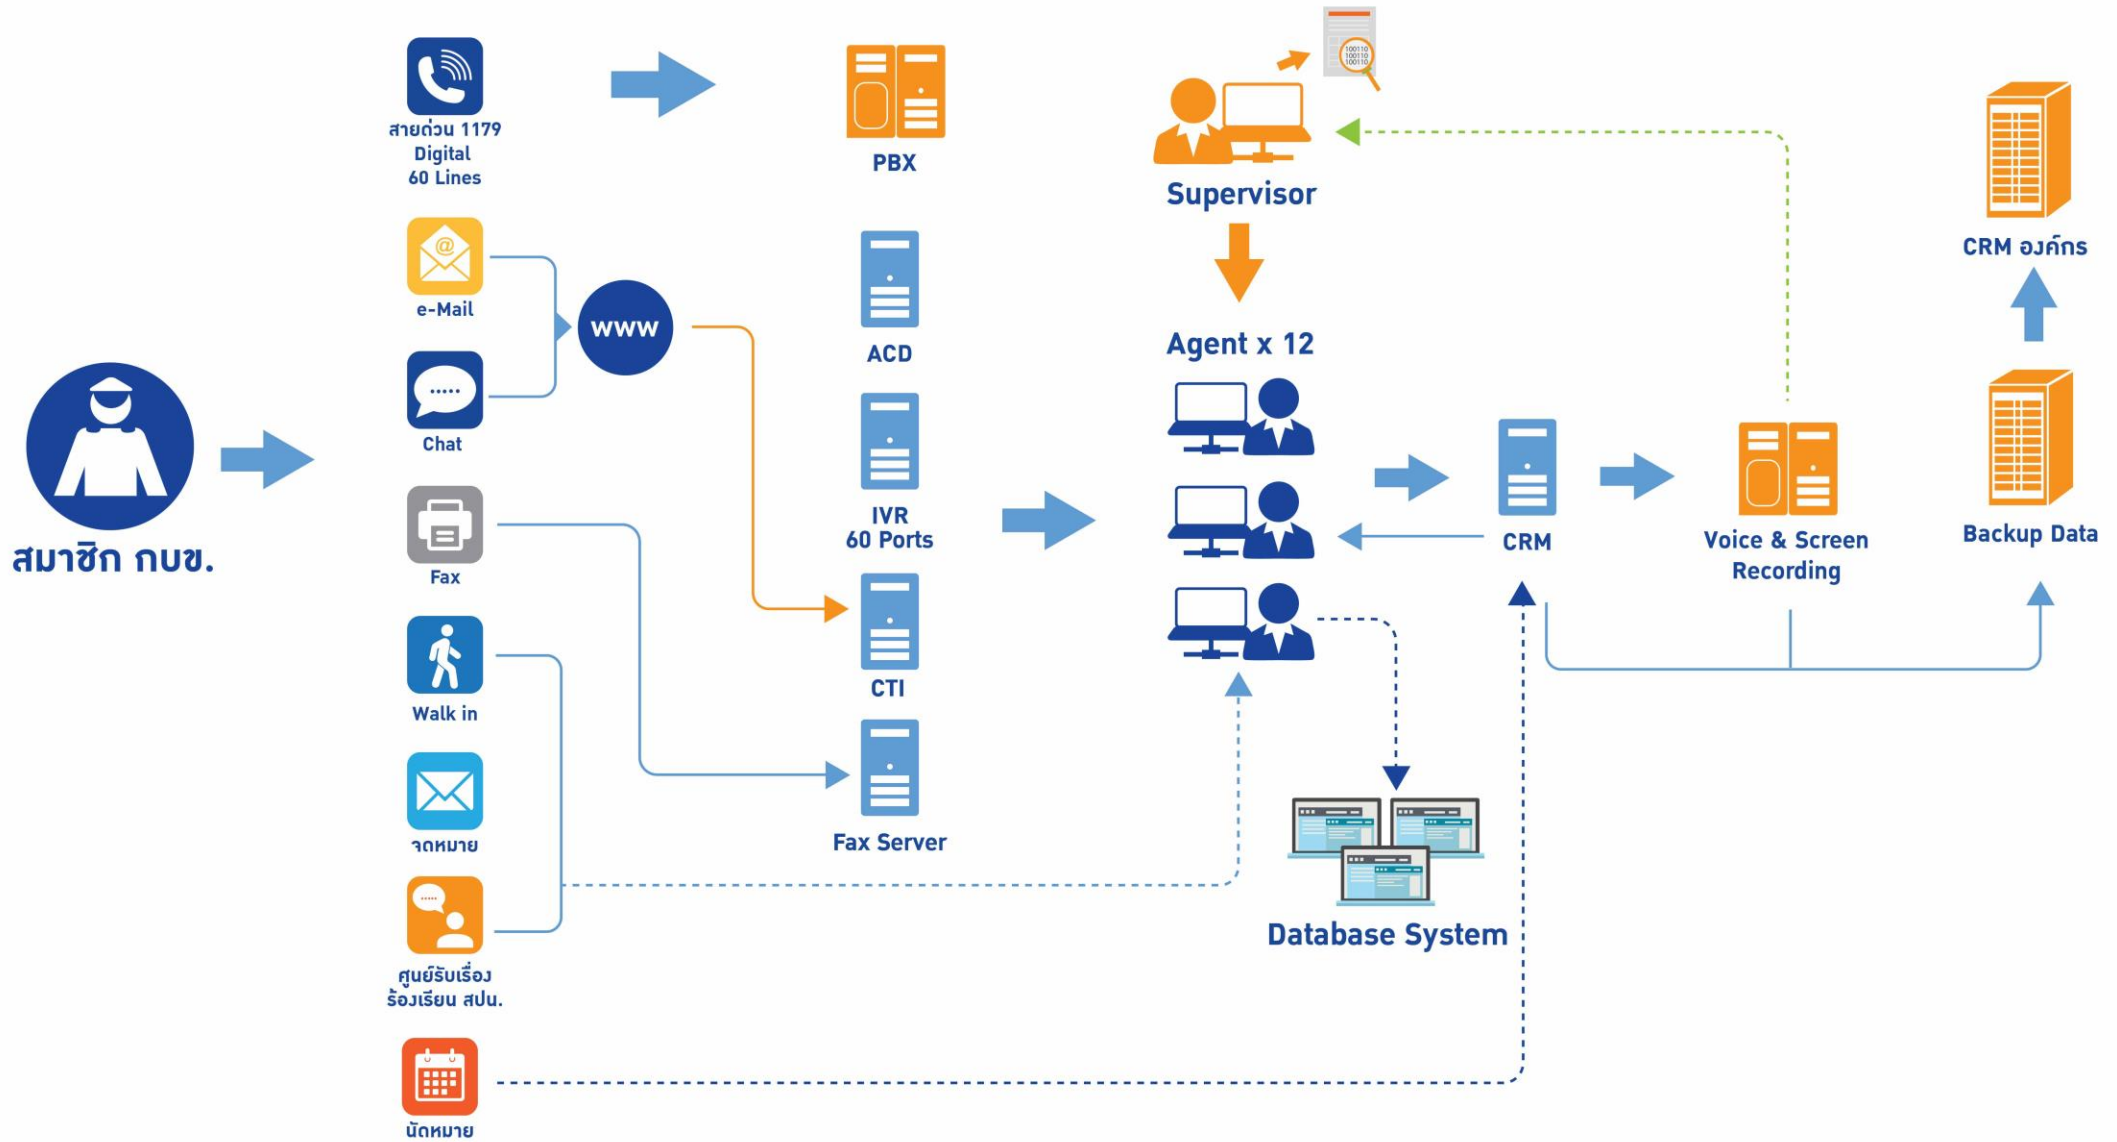 สมาชิก กบข.
สายด่วน 1179
Digital
60 Lines
e-Mail
Chat
Fax
Walk in
จดหมาย
ศูนย์รับเรื่อง
ร้องเรียน สปน.
นัดหมาย
@
www
PBX
ACD
IVR
60 Ports
CTI
Fax Server
100110
100110
100110
Supervisor
Agent x 12
Database System
CRM
Voice & Screen
Recording
CRM องค์กร
Backup Data